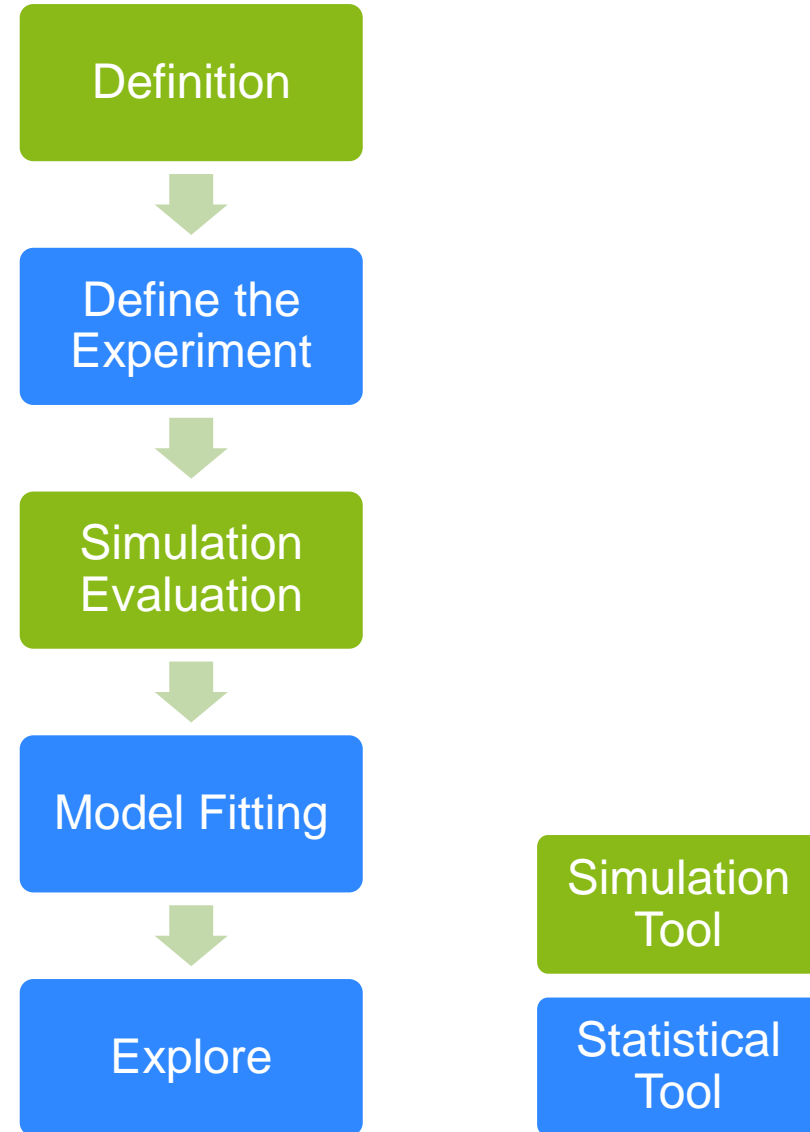 Definition
Define the
Experiment
Simulation
Evaluation
Model Fitting
Explore
Simulation
Tool
Statistical
Tool